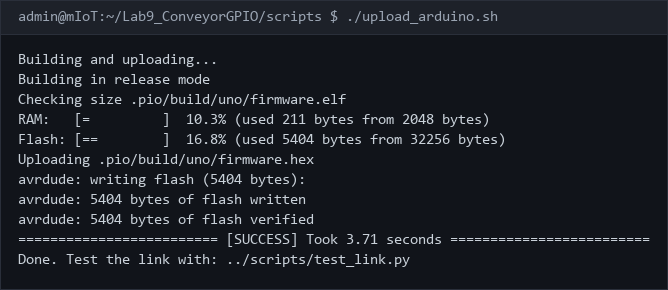 admin@mIoT:~/Lab9_ConveyorGPIO/scripts $ ./upload_arduino.sh
Building and uploading...
Building in release mode
Checking size .pio/build/uno/firmware.elf
RAM:   [=         ]  10.3% (used 211 bytes from 2048 bytes)
Flash: [==        ]  16.8% (used 5404 bytes from 32256 bytes)
Uploading .pio/build/uno/firmware.hex
avrdude: writing flash (5404 bytes):
avrdude: 5404 bytes of flash written
avrdude: 5404 bytes of flash verified
========================= [SUCCESS] Took 3.71 seconds =========================
Done. Test the link with: ../scripts/test_link.py